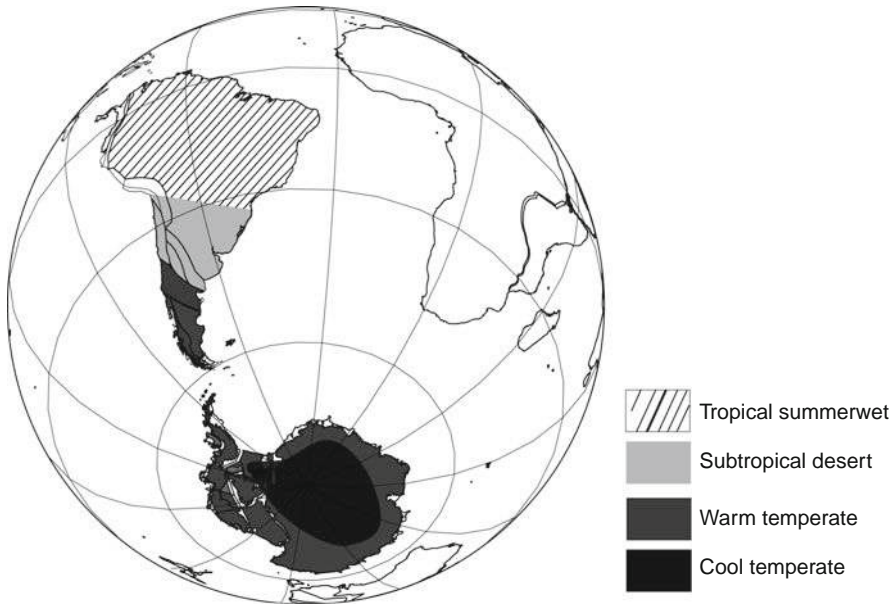 Tropical summerwet
Subtropical desert
Warm temperate
Cool temperate